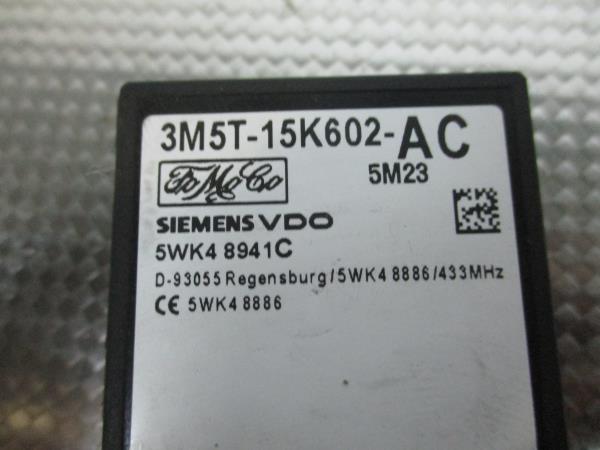 3M5T-15K602-AC
FoMoCo
5M23
SIEMENS VDO
5WK4 8941C
D-93055 Regensburg/5WK4 8886/433MHz
CE 5WK4 8886